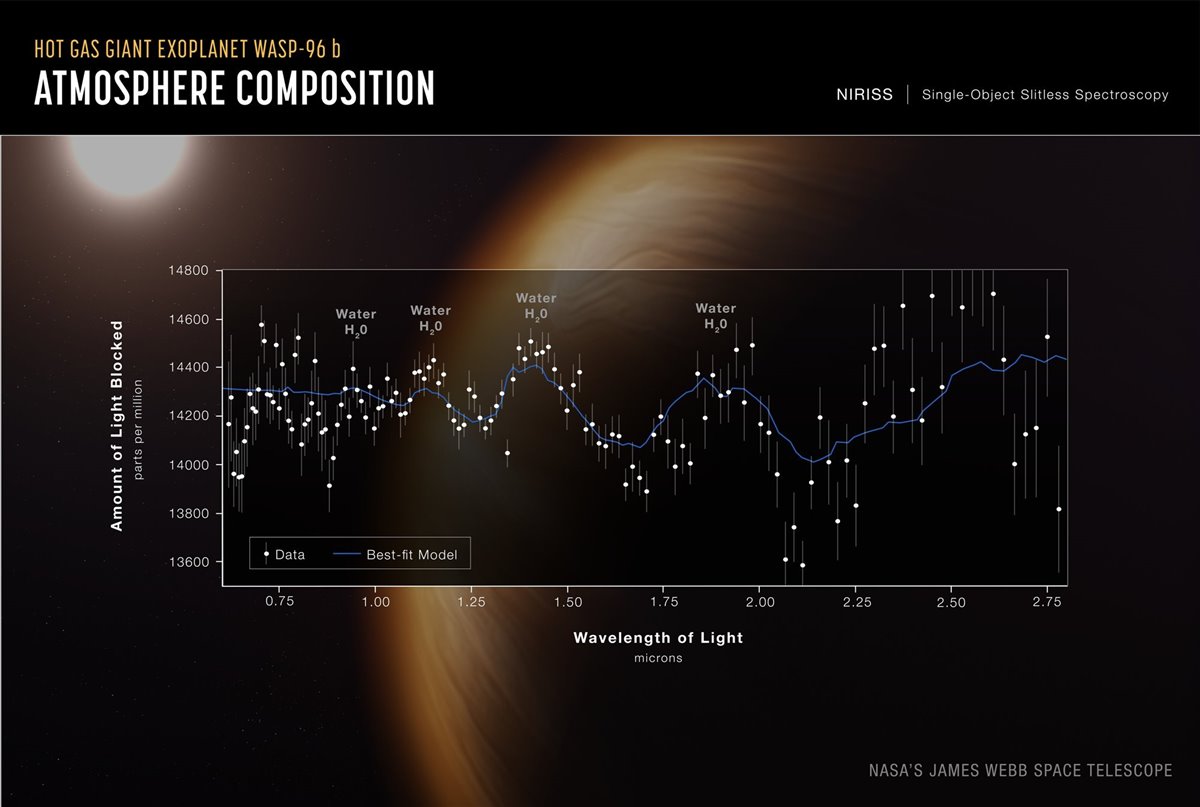 HOT GAS GIANT EXOPLANET WASP-96 b
ATMOSPHERE COMPOSITION
NIRISS | Single-Object Slitless Spectroscopy
14800
14600
14400
14200
14000
13800
13600
Amount of Light Blocked
parts per million
Water
H₂O
Water
H₂O
Water
H₂O
Water
H₂O
Data
Best-fit Model
0.75 1.00 1.25 1.50 1.75 2.00 2.25 2.50 2.75
Wavelength of Light
microns
NASA'S JAMES WEBB SPACE TELESCOPE